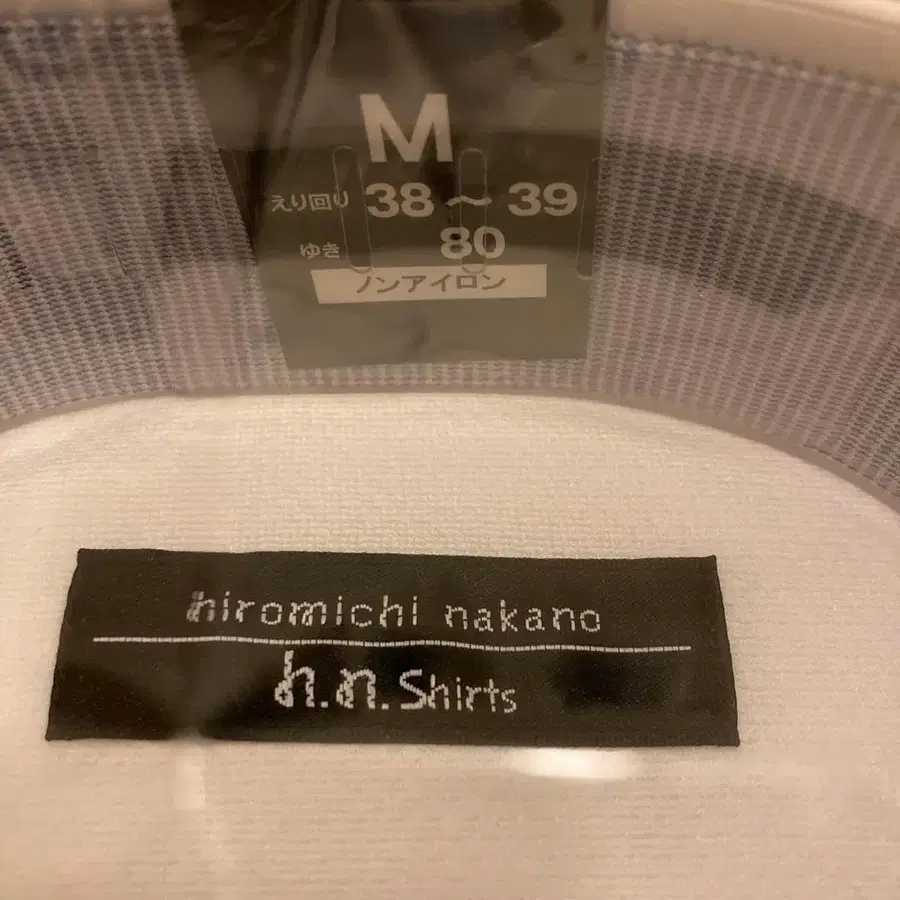 M
えり回り 38～39
ゆき 80
ノンアイロン
hiromichi nakano
h.n.Shirts